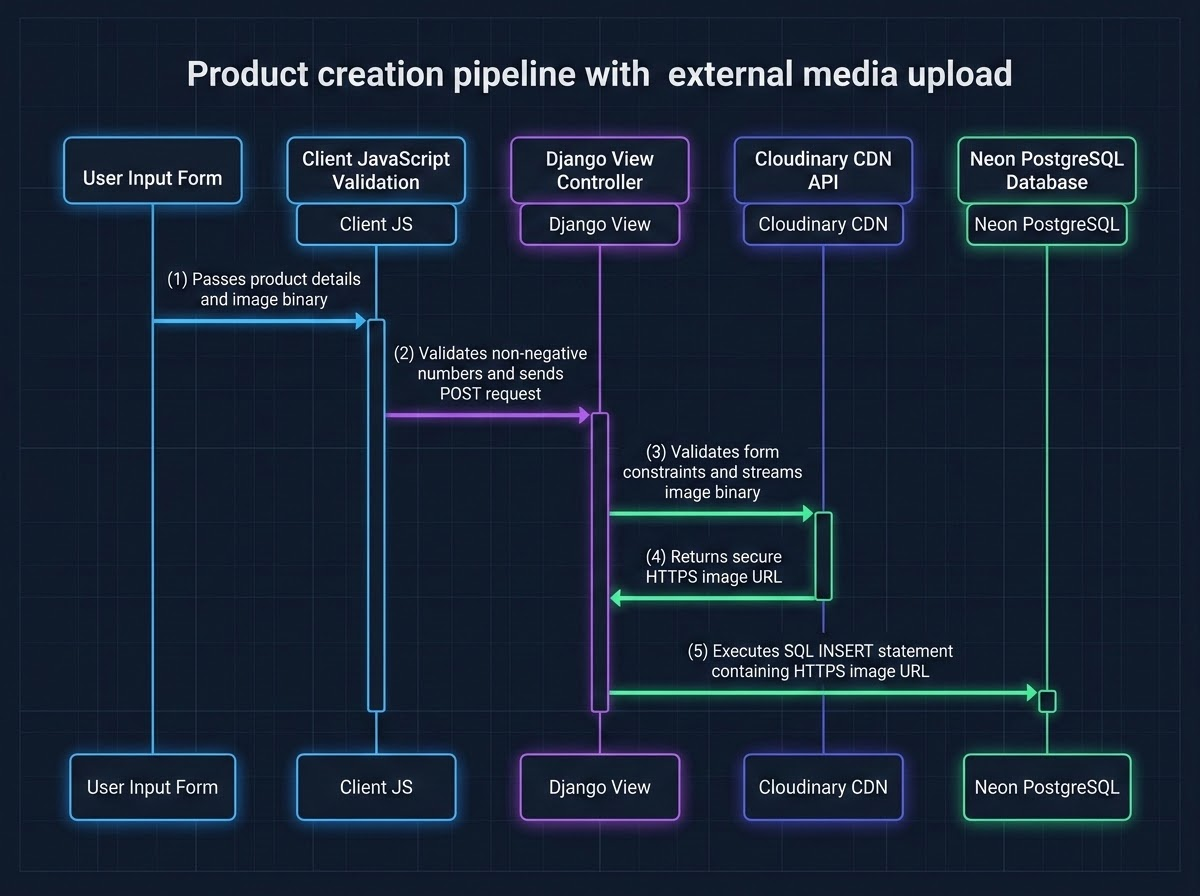 Product creation pipeline with  external media upload
User Input Form
Client JavaScript
Validation
Client JS
Django View
Controller
Django View
Cloudinary CDN
API
Cloudinary CDN
Neon PostgreSQL
Database
Neon PostgreSQL
(1) Passes product details
and image binary
(2) Validates non-negative
numbers and sends
POST request
(3) Validates form
constraints and streams
image binary
(4) Returns secure
HTTPS image URL
(5) Executes SQL INSERT statement
containing HTTPS image URL
User Input Form
Client JS
Django View
Cloudinary CDN
Neon PostgreSQL